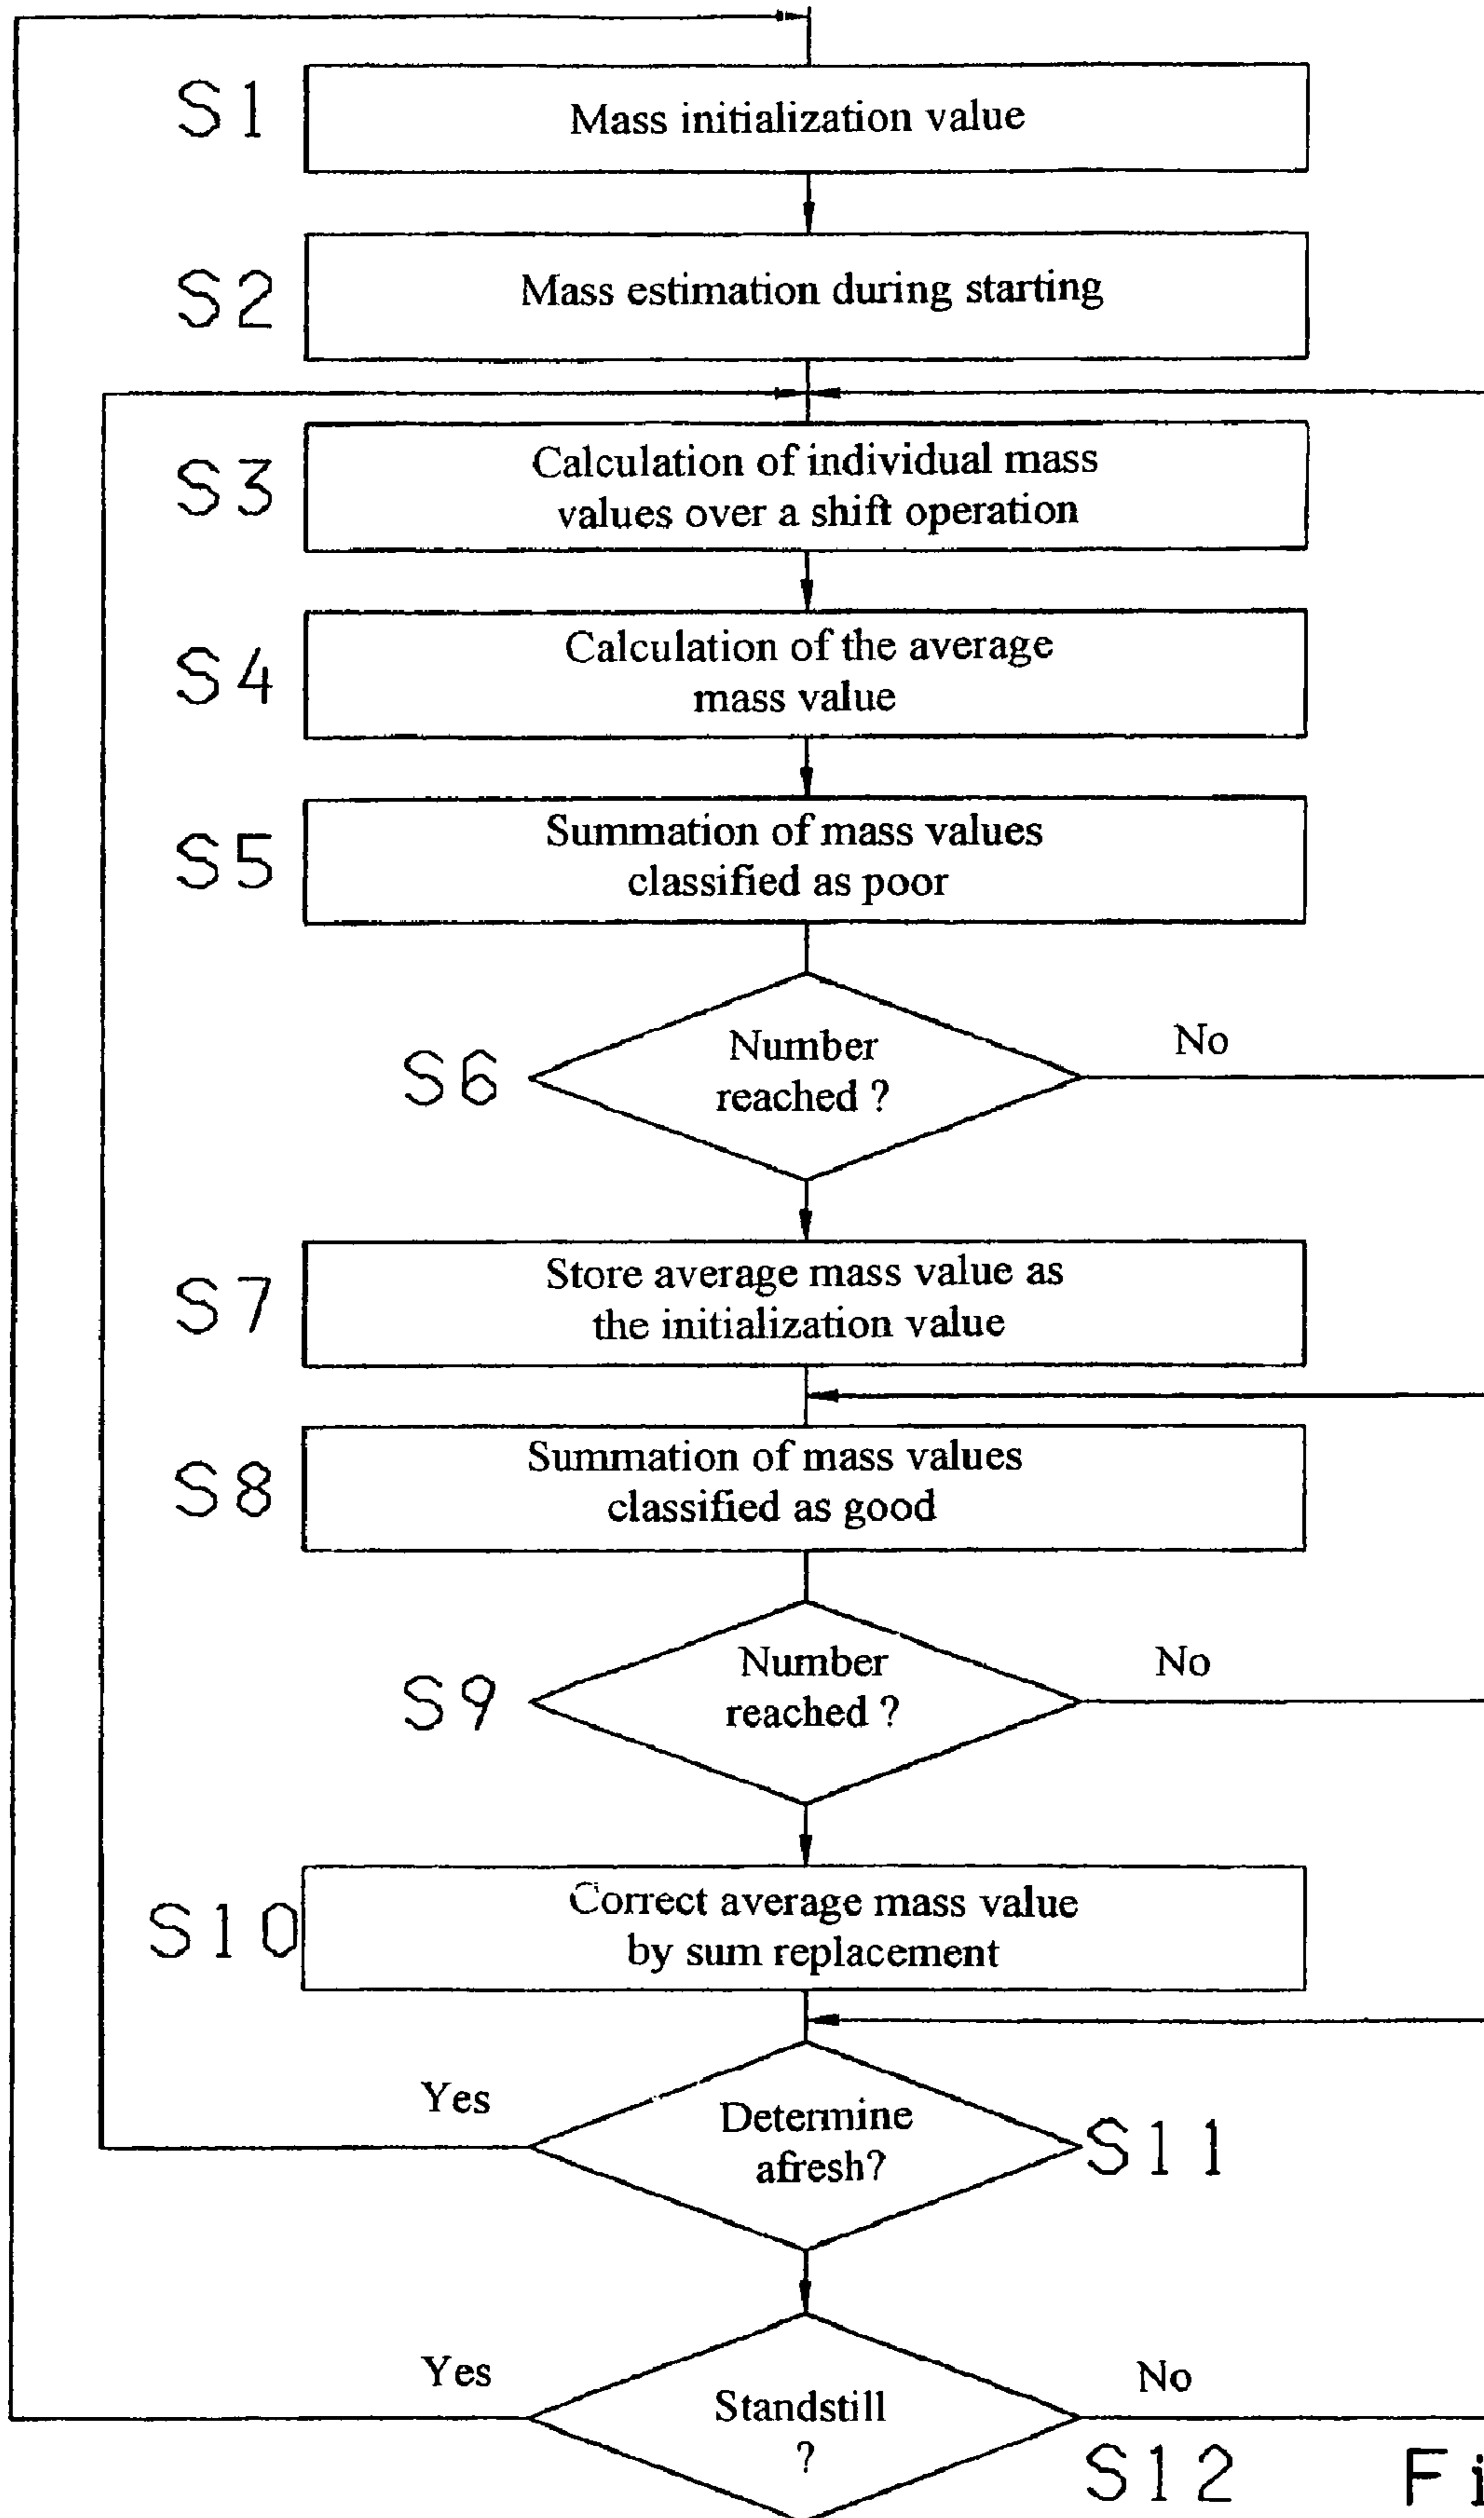 S1
Mass initialization value
S2
Mass estimation during starting
S3
Calculation of individual mass
values over a shift operation
S4
Calculation of the average
mass value
S5
Summation of mass values
classified as poor
S6
Number
reached ?
No
S7
Store average mass value as
the initialization value
S8
Summation of mass values
classified as good
S9
Number
reached ?
No
S10
Correct average mass value
by sum replacement
Yes
Determine
afresh?
S11
Yes
Standstill
?
No
S12
Fi